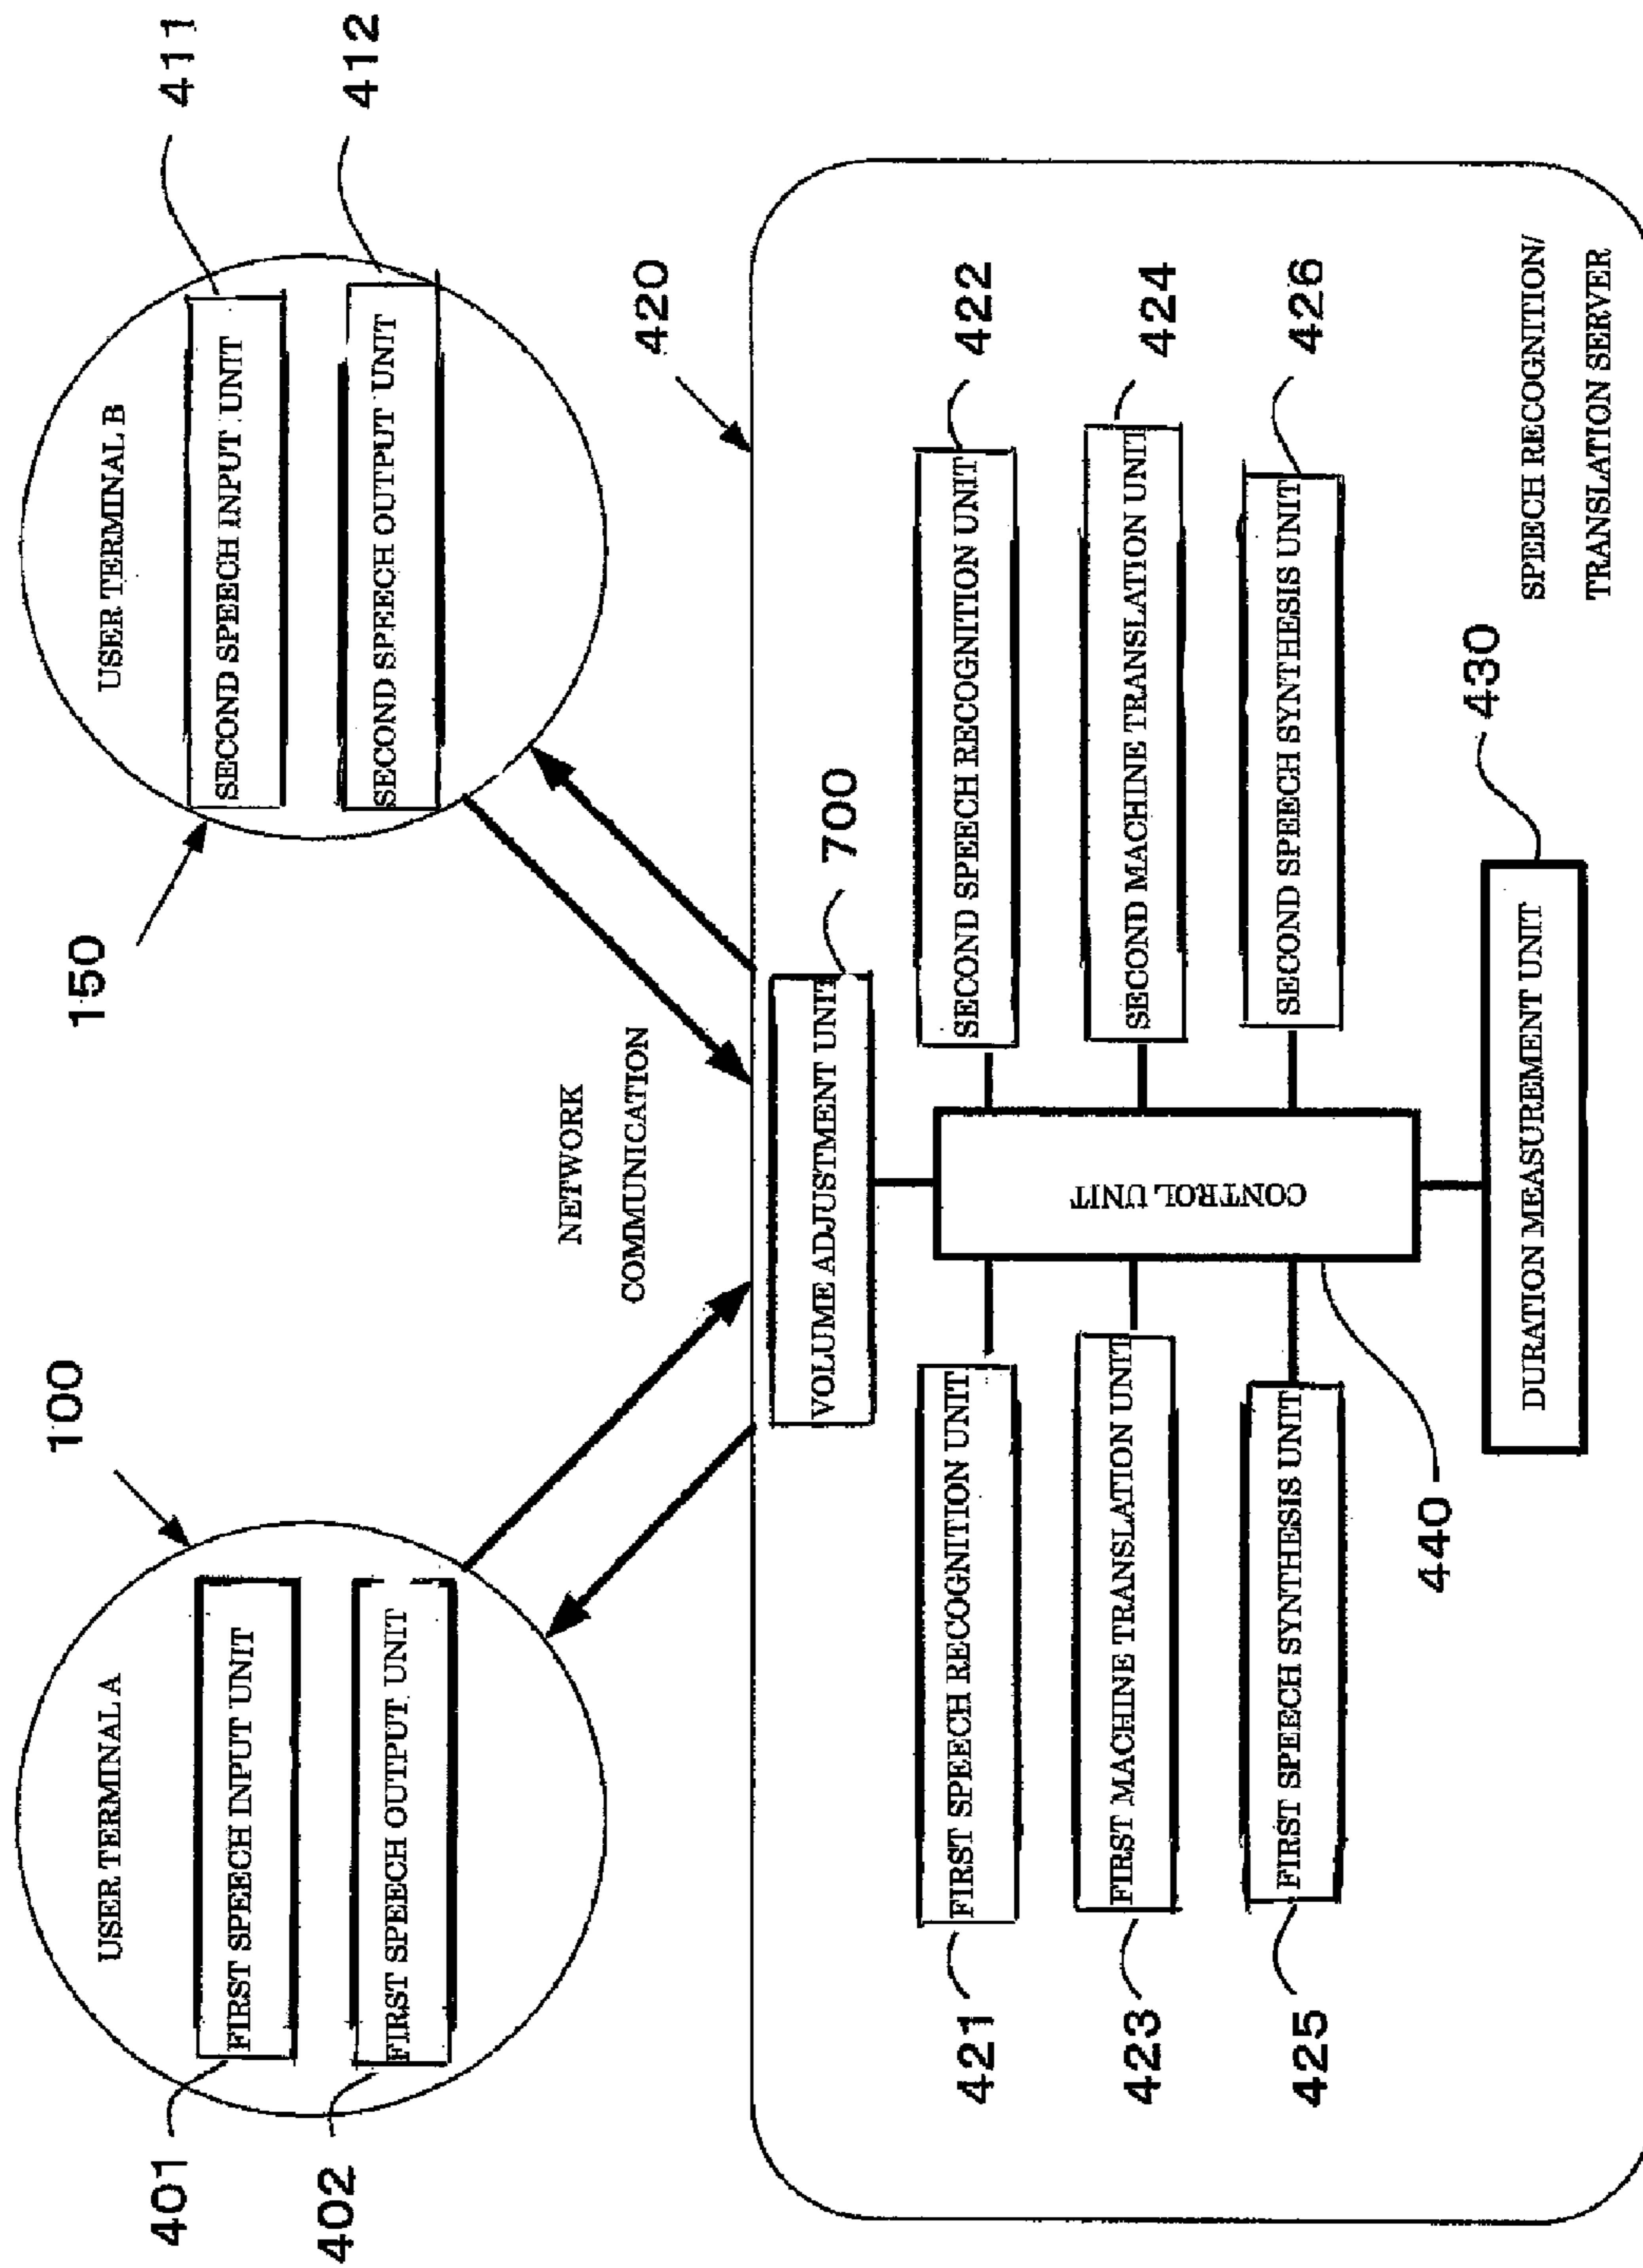 100
USER TERMINAL A
FIRST SPEECH INPUT UNIT
FIRST SPEECH OUTPUT UNIT
401
402
150
USER TERMINAL B
SECOND SPEECH INPUT UNIT
SECOND SPEECH OUTPUT UNIT
411
412
NETWORK
COMMUNICATION
420
VOLUME ADJUSTMENT UNIT
700
FIRST SPEECH RECOGNITION UNIT
421
SECOND SPEECH RECOGNITION UNIT
422
FIRST MACHINE TRANSLATION UNIT
423
CONTROL UNIT
SECOND MACHINE TRANSLATION UNIT
424
FIRST SPEECH SYNTHESIS UNIT
425
SECOND SPEECH SYNTHESIS UNIT
426
440
DURATION MEASUREMENT UNIT
430
SPEECH RECOGNITION/
TRANSLATION SERVER